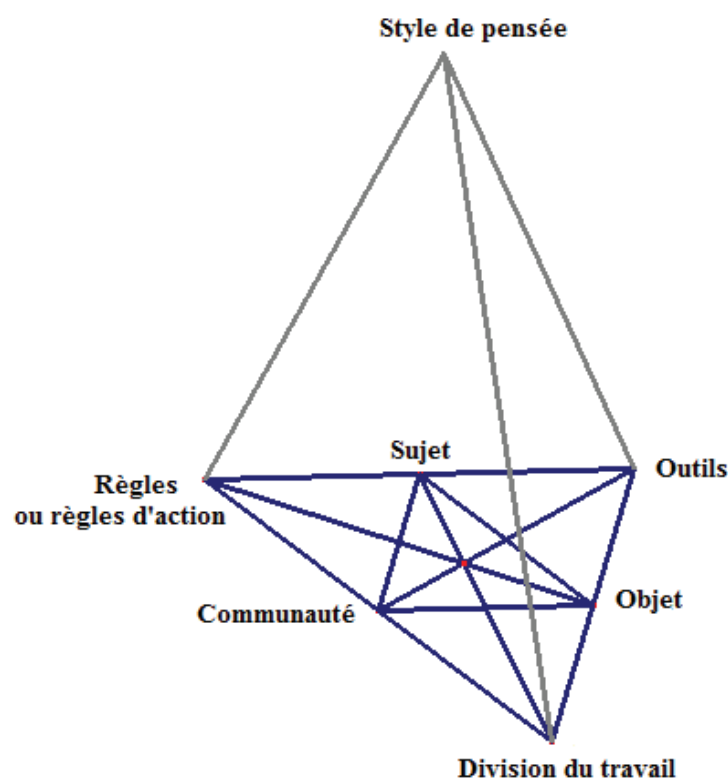 Style de pensée
Sujet
Outils
Règles
ou règles d'action
Objet
Communauté
Division du travail